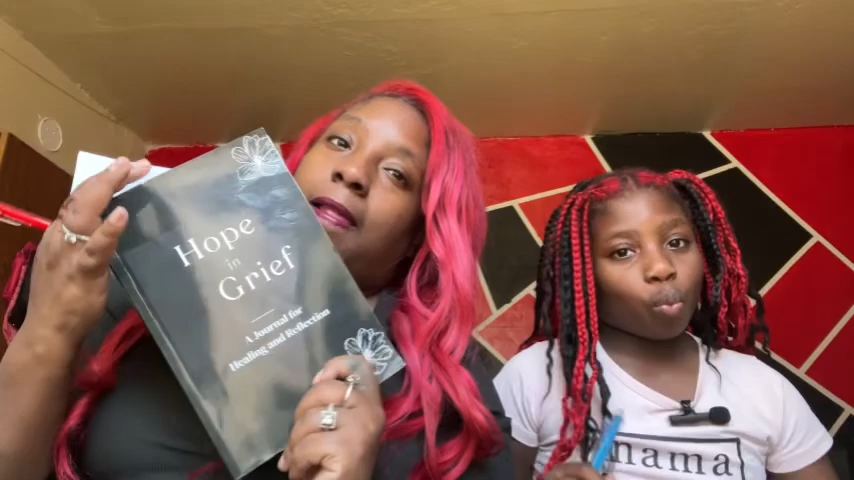 Hope
in
Grief
A Journal for
Healing and Reflection
mama